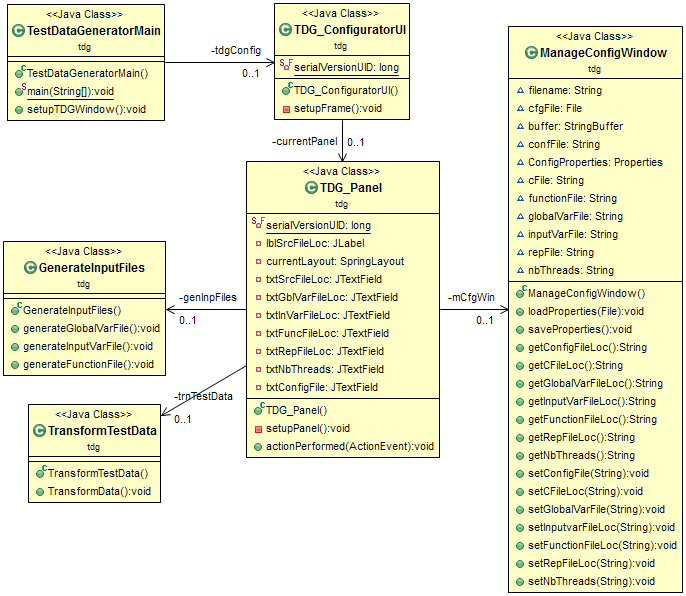 <<Java Class>>
TestDataGeneratorMain
tdg
TestDataGeneratorMain()
main(String[]):void
setupTDGWindow():void
-tdgConfig
0..1
<<Java Class>>
TDG_ConfiguratorUI
tdg
serialVersionUID: long
TDG_ConfiguratorUI()
setupFrame():void
-currentPanel
0..1
<<Java Class>>
TDG_Panel
tdg
serialVersionUID: long
lblSrcFileLoc: JLabel
currentLayout: SpringLayout
txtSrcFileLoc: JTextField
txtGblVarFileLoc: JTextField
txtInVarFileLoc: JTextField
txtFuncFileLoc: JTextField
txtRepFileLoc: JTextField
txtNbThreads: JTextField
txtConfigFile: JTextField
TDG_Panel()
setupPanel():void
actionPerformed(ActionEvent):void
-genInpFiles
0..1
<<Java Class>>
GenerateInputFiles
tdg
GenerateInputFiles()
generateGlobalVarFile():void
generateInputVarFile():void
generateFunctionFile():void
-trnTestData
0..1
<<Java Class>>
TransformTestData
tdg
TransformTestData()
TransformData():void
-mCfgWin
0..1
<<Java Class>>
ManageConfigWindow
tdg
filename: String
cfgFile: File
buffer: StringBuffer
confFile: String
ConfigProperties: Properties
cFile: String
functionFile: String
globalVarFile: String
inputVarFile: String
repFile: String
nbThreads: String
ManageConfigWindow()
loadProperties(File):void
saveProperties():void
getConfigFileLoc():String
getCFileLoc():String
getGlobalVarFileLoc():String
getInputVarFileLoc():String
getFunctionFileLoc():String
getRepFileLoc():String
getNbThreads():String
setConfigFile(String):void
setCFileLoc(String):void
setGlobalVarFile(String):void
setInputvarFileLoc(String):void
setFunctionFileLoc(String):void
setRepFileLoc(String):void
setNbThreads(String):void